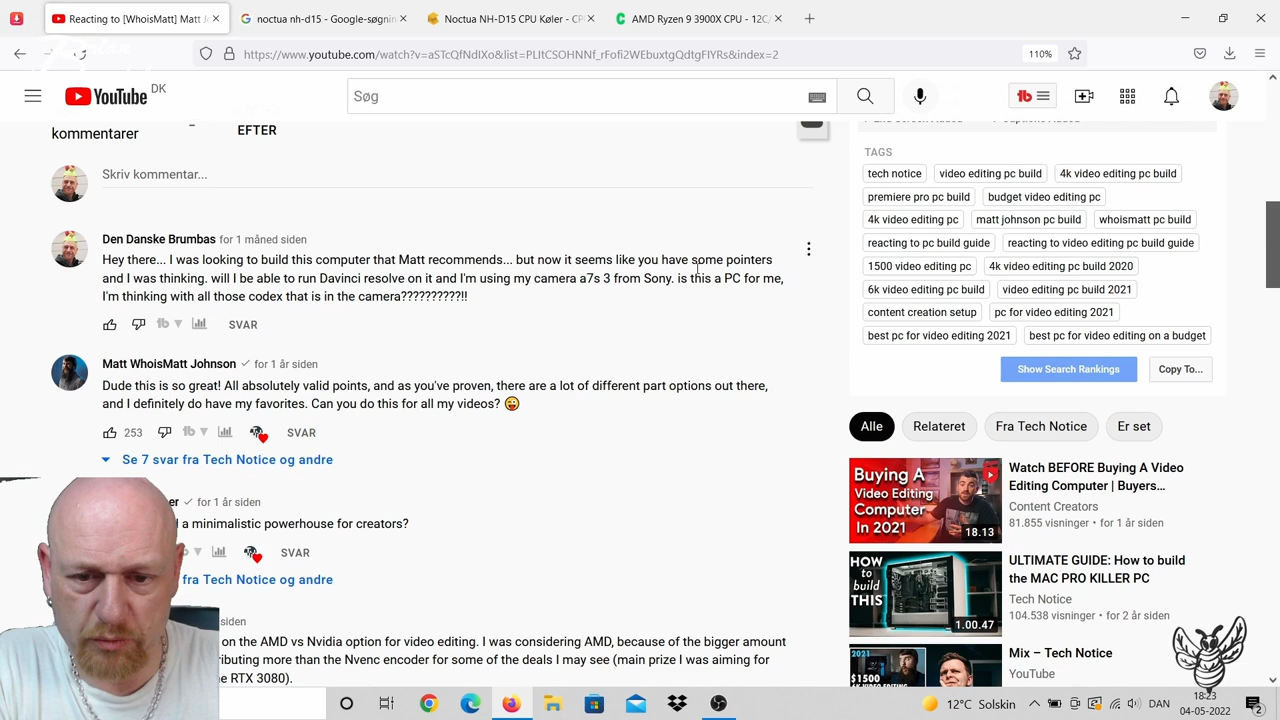 Reacting to [WhoisMatt] Matt Jo
noctua nh-d15 - Google-søgnin
Noctua NH-D15 CPU Køler - CP
AMD Ryzen 9 3900X CPU - 12C/
https://www.youtube.com/watch?v=aSTcQfNdIXo&list=PLItCSOHNNf_rFofi2WEbuxtgQdtgFIYRs&index=2
110%
YouTube DK
Søg
kommentarer
EFTER
Skriv kommentar...
Den Danske Brumbas for 1 måned siden
Hey there... I was looking to build this computer that Matt recommends... but now it seems like you have some pointers
and I was thinking. will I be able to run Davinci resolve on it and I'm using my camera a7s 3 from Sony. is this a PC for me,
I'm thinking with all those codex that is in the camera??????????!!
SVAR
Matt WhoisMatt Johnson for 1 år siden
Dude this is so great! All absolutely valid points, and as you've proven, there are a lot of different part options out there,
and I definitely do have my favorites. Can you do this for all my videos? 😜
253 SVAR
Se 7 svar fra Tech Notice og andre
er for 1 år siden
a minimalistic powerhouse for creators?
SVAR
fra Tech Notice og andre
siden
on the AMD vs Nvidia option for video editing. I was considering AMD, because of the bigger amount
ributing more than the Nvenc encoder for some of the deals I may see (main prize I was aiming for
RTX 3080).
TAGS
tech notice video editing pc build 4k video editing pc build
premiere pro pc build budget video editing pc
4k video editing pc matt johnson pc build whoismatt pc build
reacting to pc build guide reacting to video editing pc build guide
1500 video editing pc 4k video editing pc build 2020
6k video editing pc build video editing pc build 2021
content creation setup pc for video editing 2021
best pc for video editing 2021 best pc for video editing on a budget
Show Search Rankings Copy To...
Alle Relateret Fra Tech Notice Er set
Buying A
Video Editing
Computer
In 2021
18.13
Watch BEFORE Buying A Video
Editing Computer | Buyers...
Content Creators
81.855 visninger • for 1 år siden
HOW
to
build
THIS
1.00.47
ULTIMATE GUIDE: How to build
the MAC PRO KILLER PC
Tech Notice
104.538 visninger • for 2 år siden
2021
$1500
Mix – Tech Notice
YouTube
12°C Solskin
DAN
18:23
04-05-2022
2